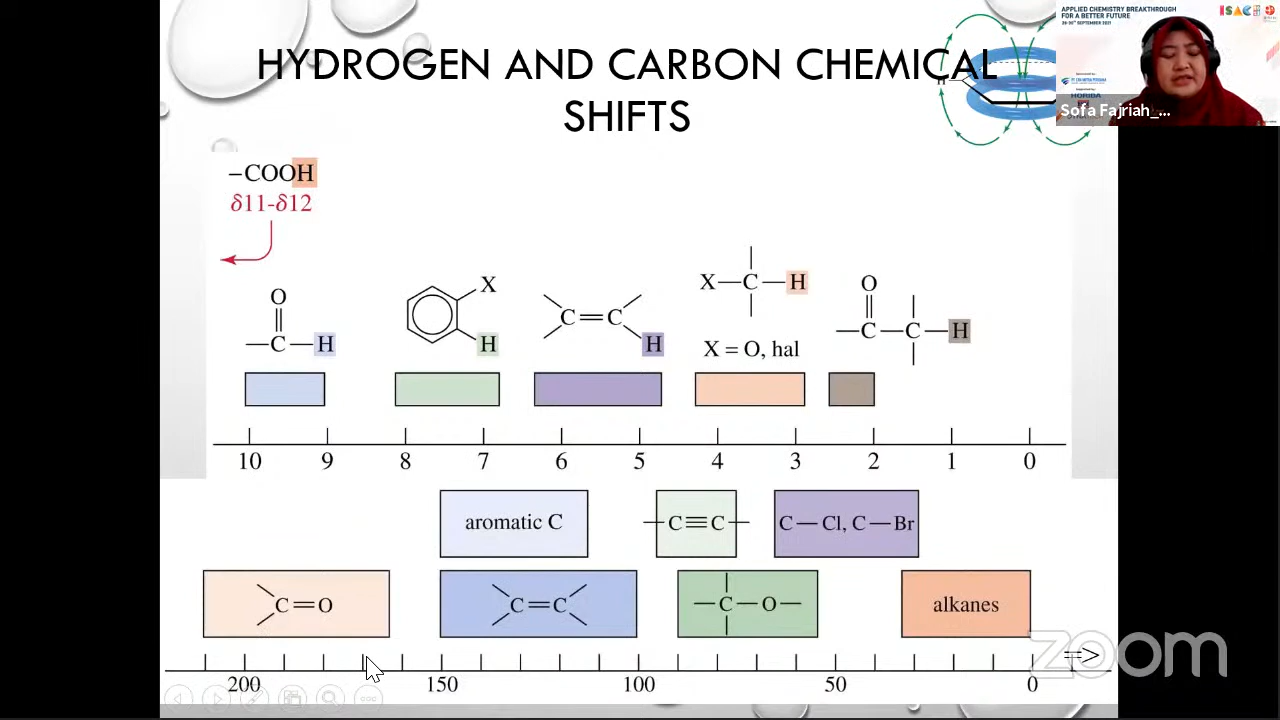 HYDROGEN AND CARBON CHEMICAL
SHIFTS
APPLIED CHEMISTRY BREAKTHROUGH
FOR A BETTER FUTURE
ISAC
HORIBA
Sofa Fajriah_...
H
–COOH
δ11-δ12
O
C—H
X
H
C=C
H
X—C—H
X = O, hal
O
C—C—H
10 9 8 7 6 5 4 3 2 1 0
aromatic C
C≡C
C—Cl, C—Br
C=O
C=C
C—O
alkanes
=>
200 150 100 50 0
zoom